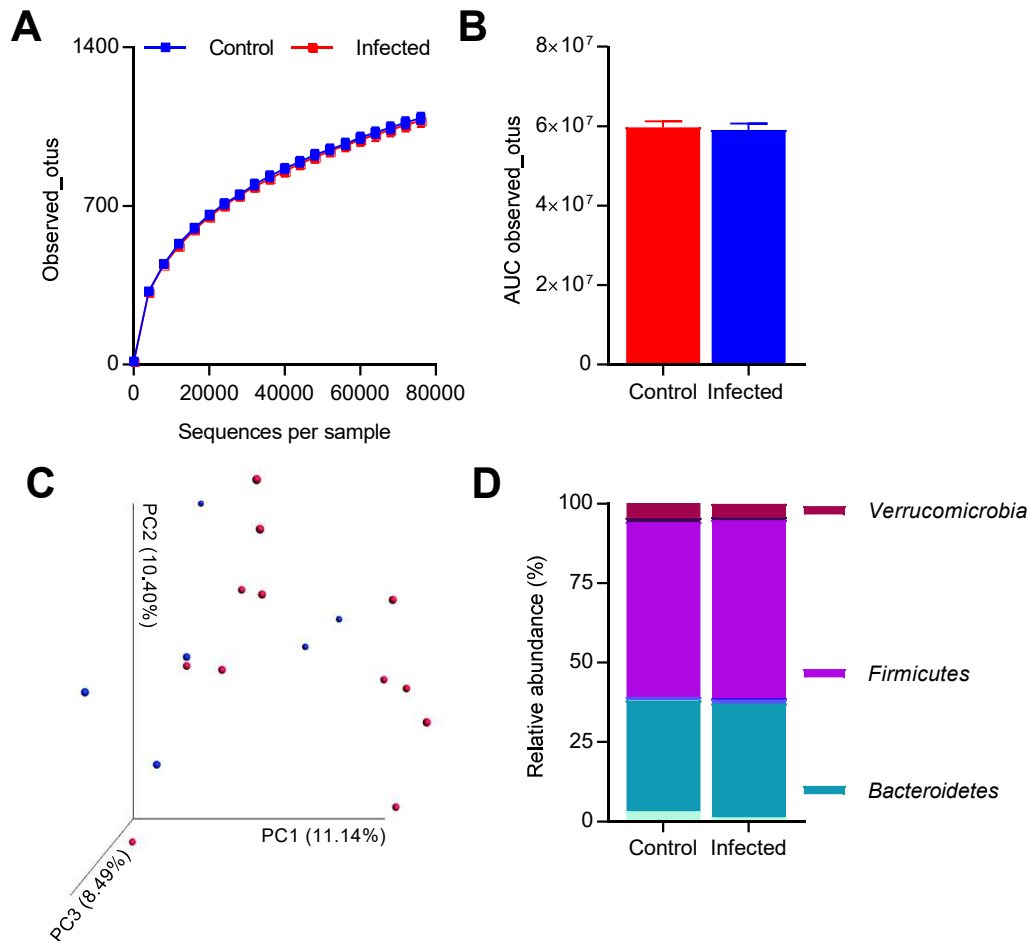 A
1400
700
0
Observed_otus
Control
Infected
0
20000
40000
60000
80000
Sequences per sample
B
8×10⁷
6×10⁷
4×10⁷
2×10⁷
0
AUC observed_otus
Control
Infected
C
PC2 (10.40%)
PC1 (11.14%)
PC3 (8.49%)
D
100
75
50
25
0
Relative abundance (%)
Control
Infected
Verrucomicrobia
Firmicutes
Bacteroidetes